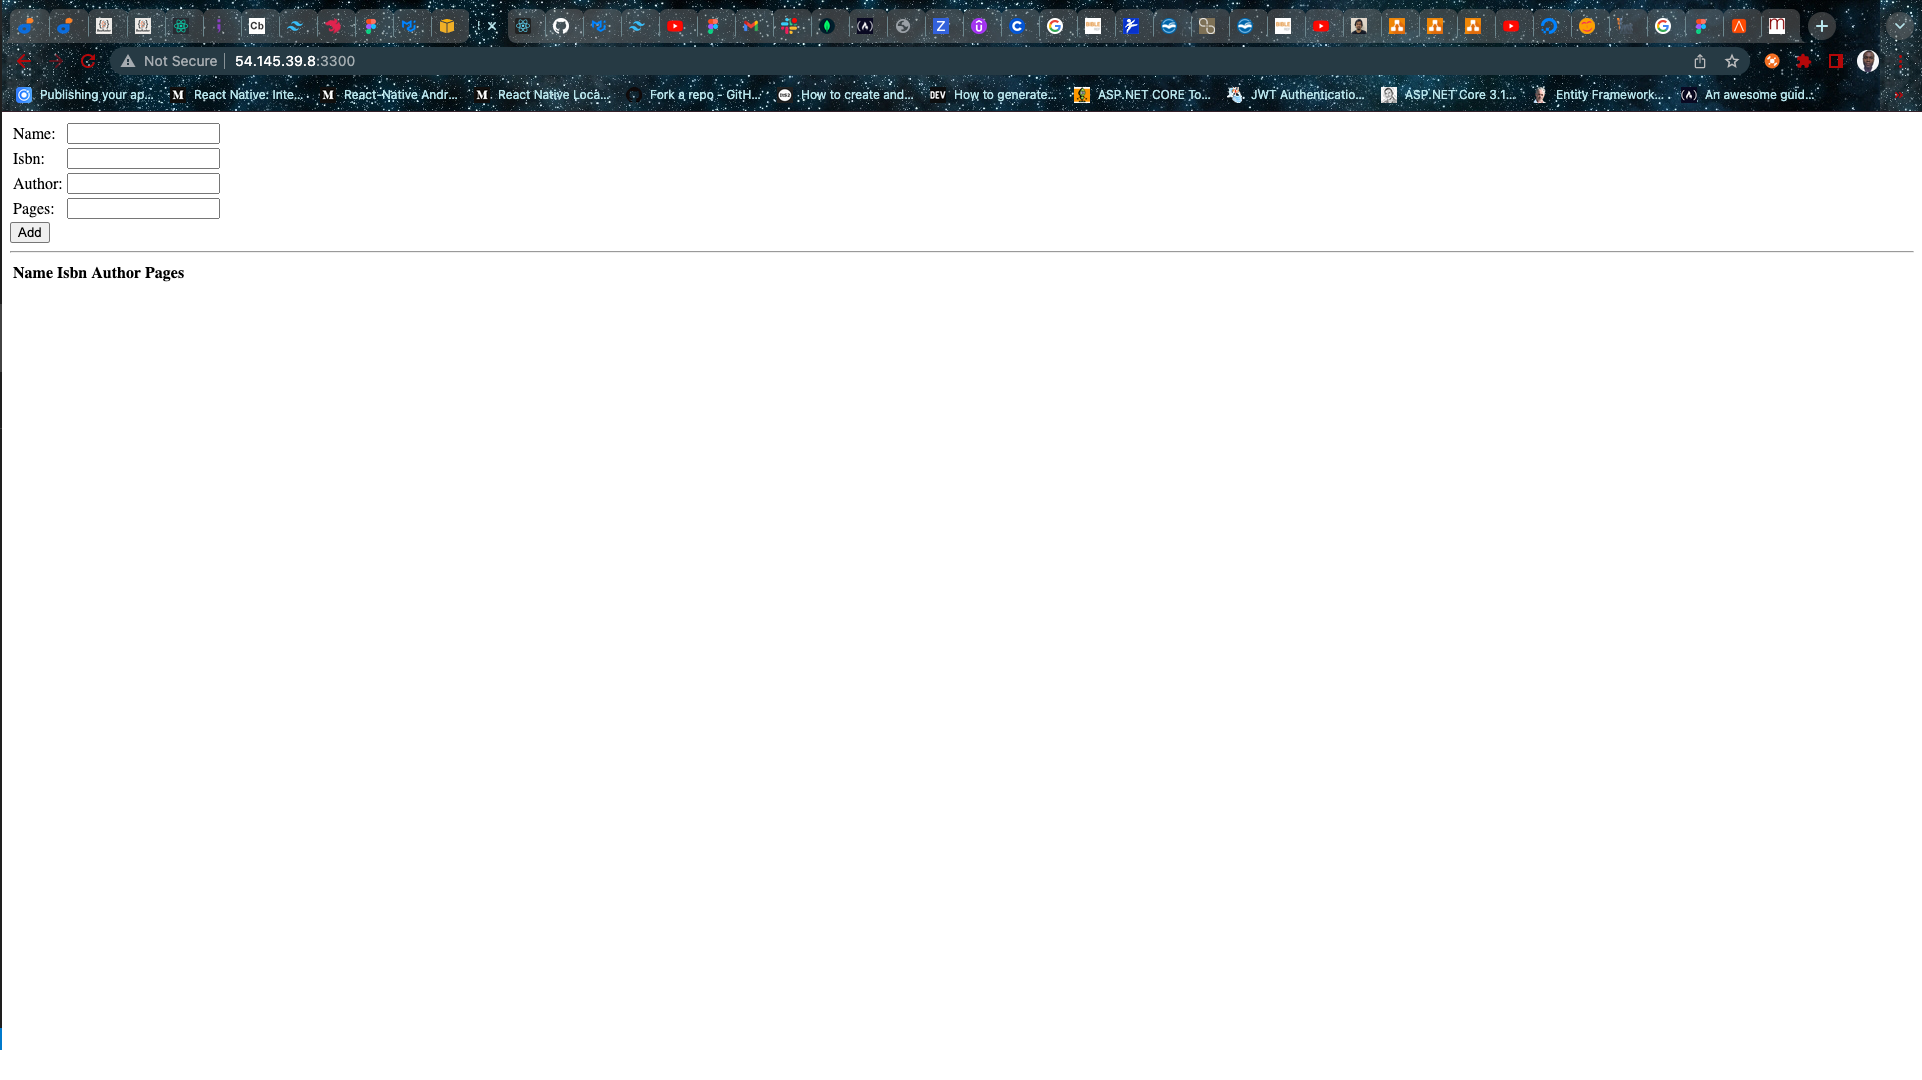 Cb
Not Secure 54.145.39.8:3300
Publishing your ap... React Native: Inte... React-Native Andr... React Native Loca... Fork a repo - GitH... How to create and... DEV How to generate... ASP.NET CORE To... JWT Authenticatio... ASP.NET Core 3.1... Entity Framework... An awesome guid...
Name:
Isbn:
Author:
Pages:
Add
Name Isbn Author Pages